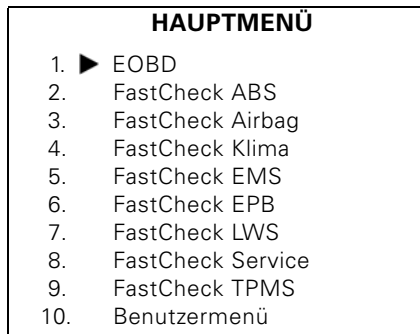 HAUPTMENÜ
1. ▶ EOBD
2. FastCheck ABS
3. FastCheck Airbag
4. FastCheck Klima
5. FastCheck EMS
6. FastCheck EPB
7. FastCheck LWS
8. FastCheck Service
9. FastCheck TPMS
10. Benutzermenü